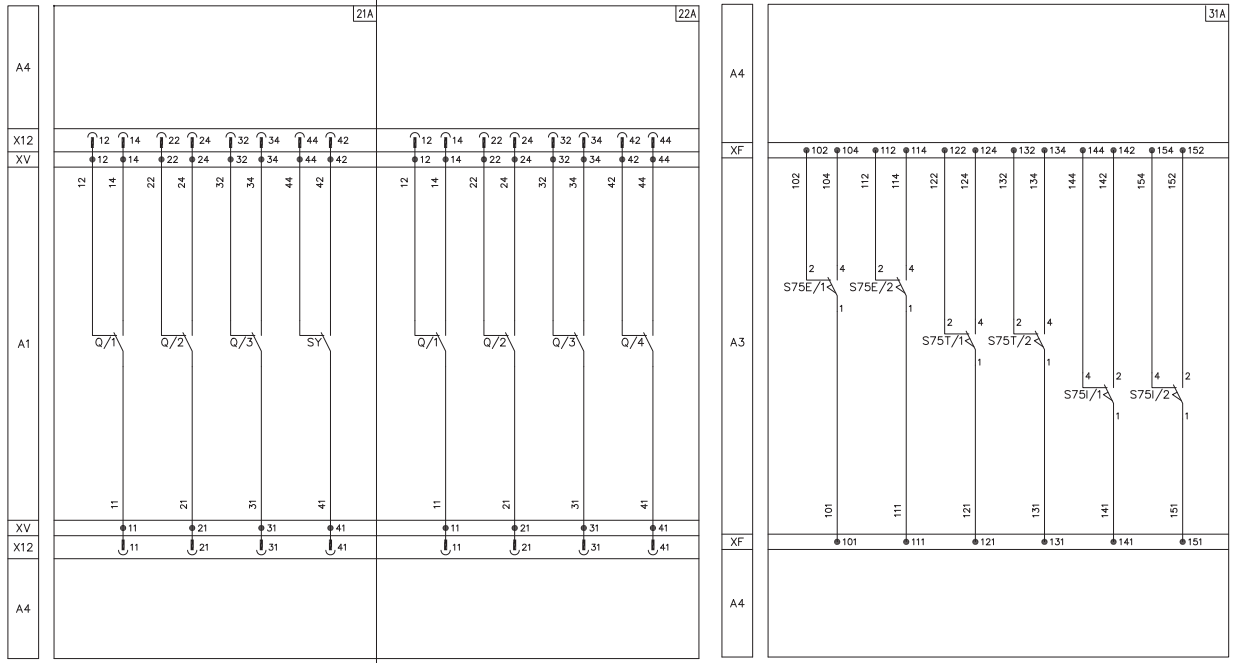 21A 22A 31A
A4 A4
X12 12 14 22 24 32 34 44 42 12 14 22 24 32 34 42 44
XV 12 14 22 24 32 34 44 42 12 14 22 24 32 34 42 44
XF 102 104 112 114 122 124 132 134 144 142 154 152
12 14 22 24 32 34 44 42 12 14 22 24 32 34 42 44
102 104 112 114 122 124 132 134 144 142 154 152
2 4 2 4
S75E/1 S75E/2
1 1
2 4 2 4
A1 Q/1 Q/2 Q/3 SY Q/1 Q/2 Q/3 Q/4 A3 S75T/1 S75T/2
1 1
4 2 4 2
S75I/1 S75I/2
1 1
11 21 31 41 11 21 31 41
101 111 121 131 141 151
XV 11 21 31 41 11 21 31 41
XF 101 111 121 131 141 151
X12 11 21 31 41 11 21 31 41
A4 A4